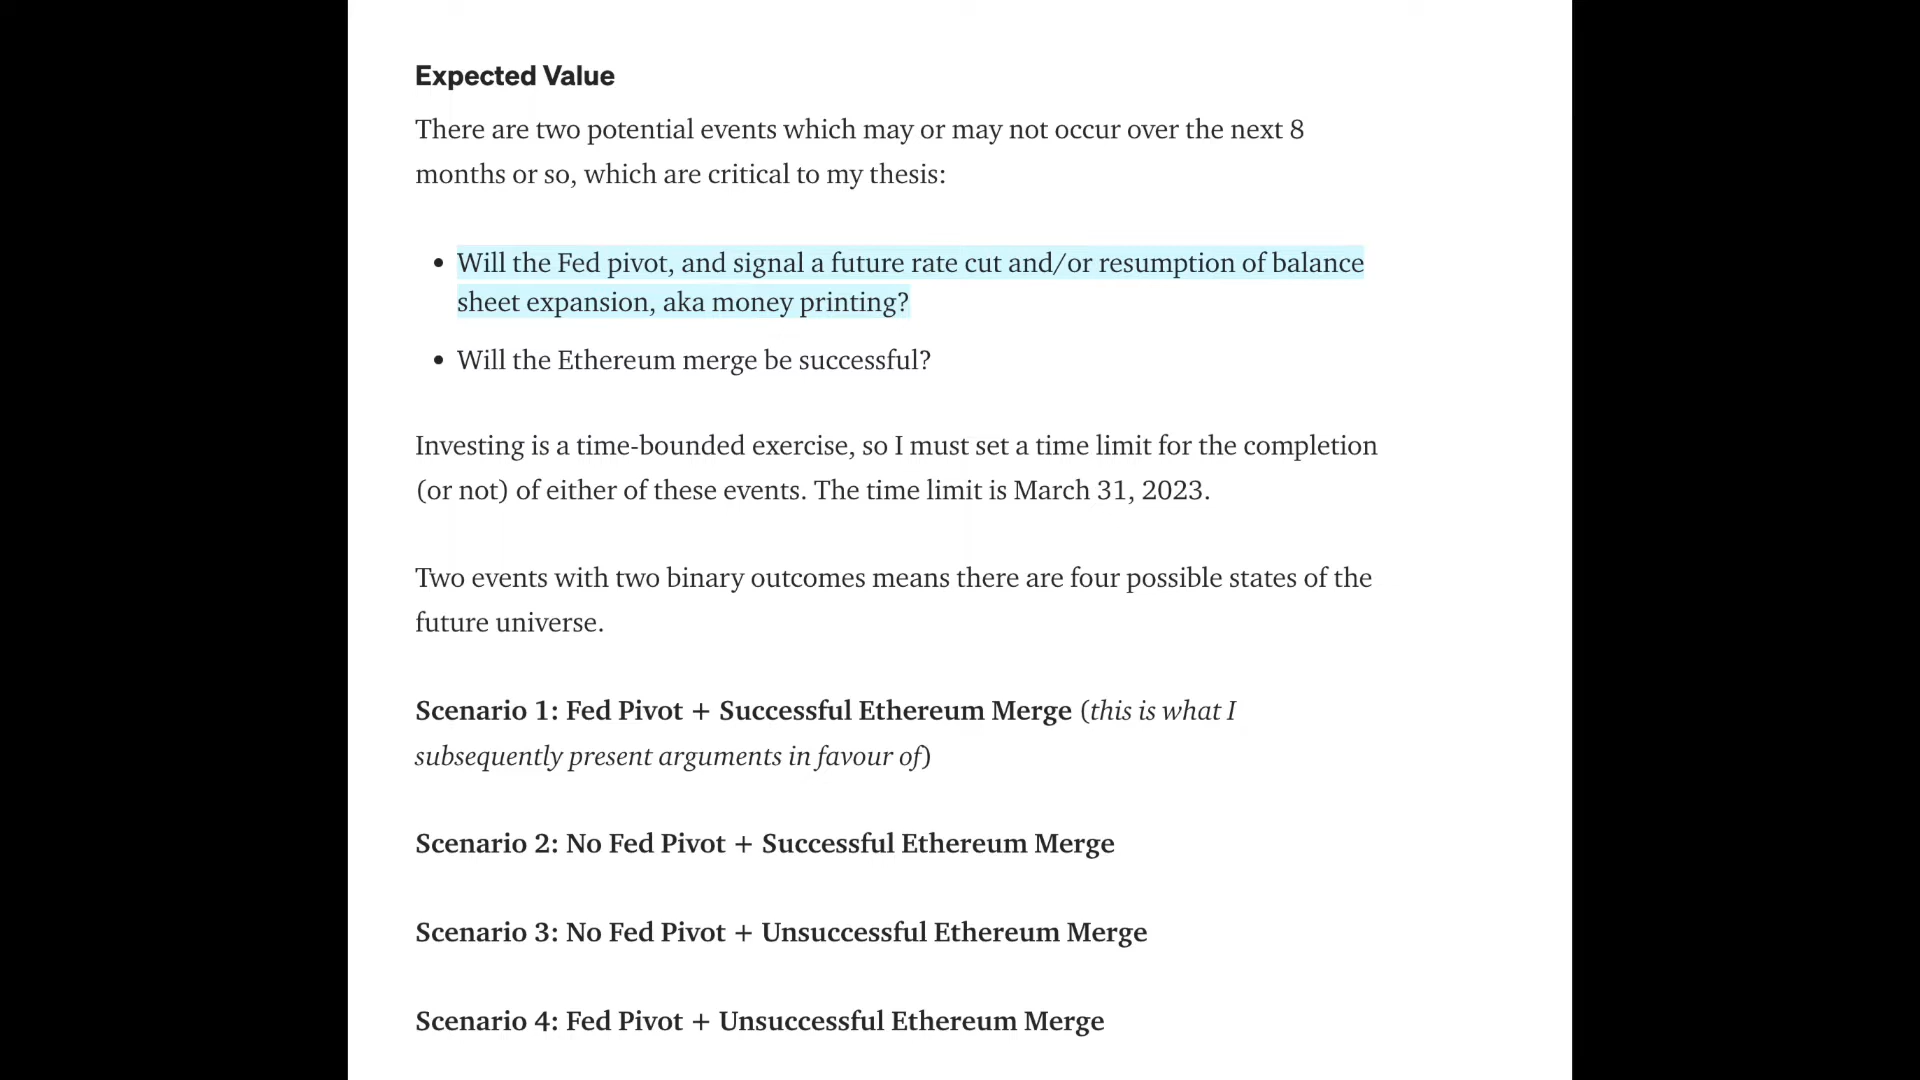 Expected Value
There are two potential events which may or may not occur over the next 8
months or so, which are critical to my thesis:
• Will the Fed pivot, and signal a future rate cut and/or resumption of balance
sheet expansion, aka money printing?
• Will the Ethereum merge be successful?
Investing is a time-bounded exercise, so I must set a time limit for the completion
(or not) of either of these events. The time limit is March 31, 2023.
Two events with two binary outcomes means there are four possible states of the
future universe.
Scenario 1: Fed Pivot + Successful Ethereum Merge (this is what I
subsequently present arguments in favour of)
Scenario 2: No Fed Pivot + Successful Ethereum Merge
Scenario 3: No Fed Pivot + Unsuccessful Ethereum Merge
Scenario 4: Fed Pivot + Unsuccessful Ethereum Merge